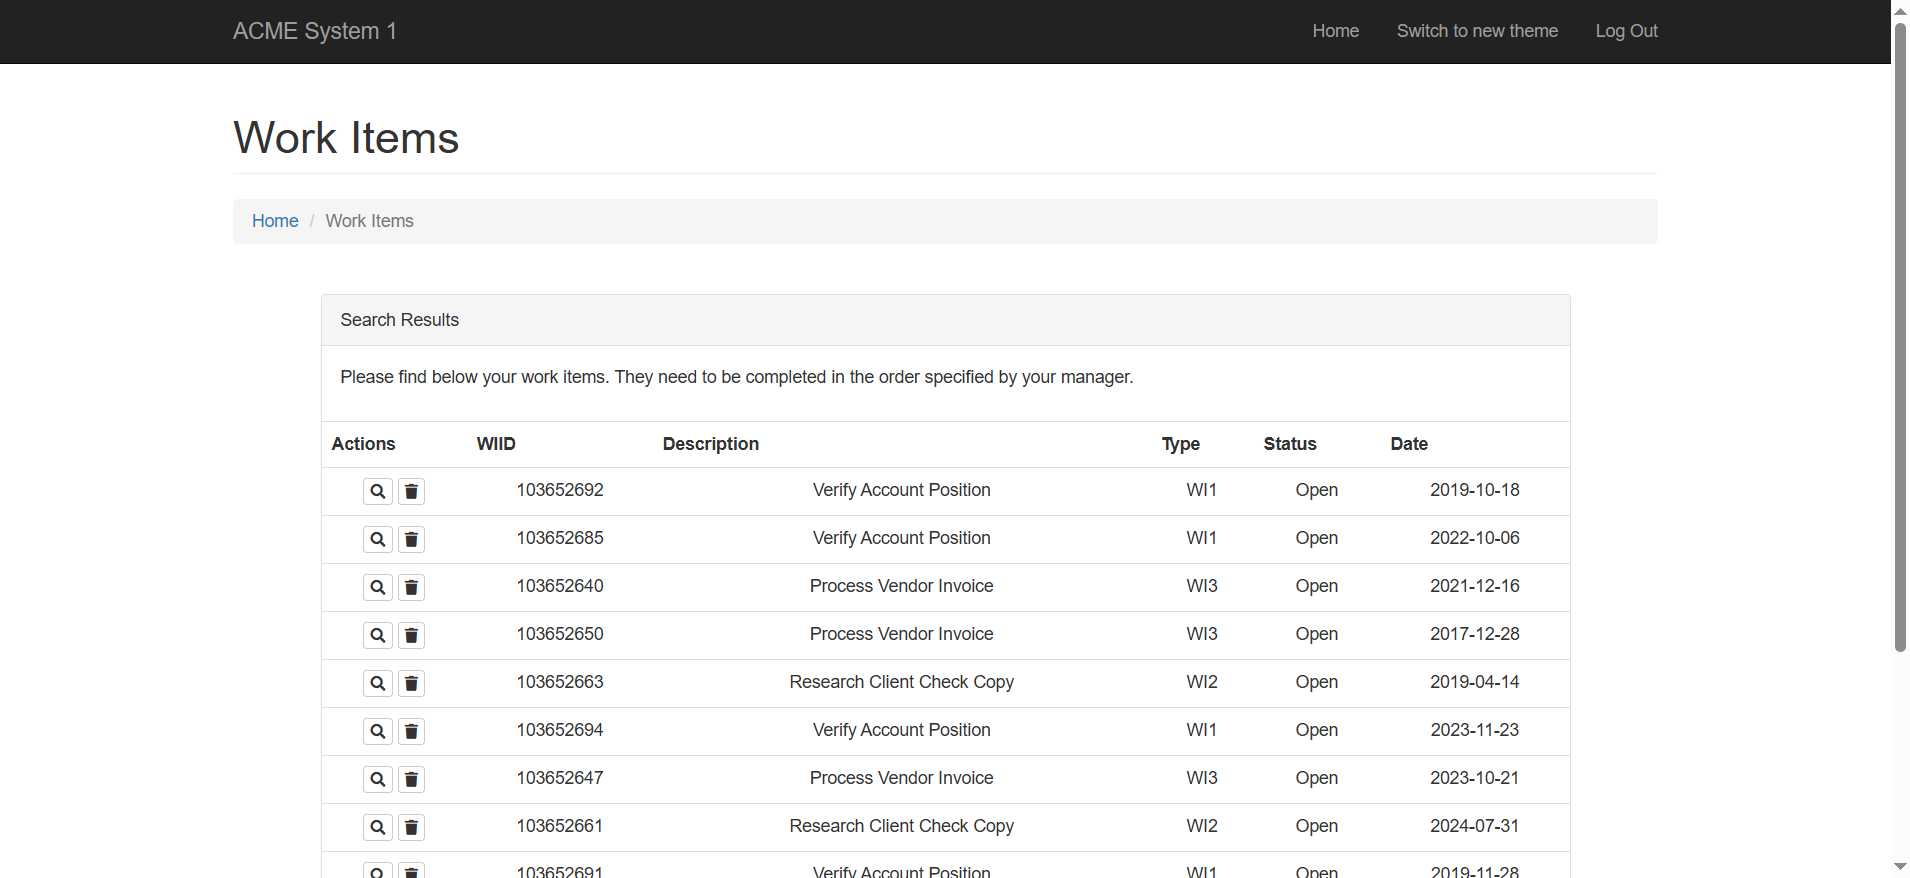 ACME System 1 Home Switch to new theme Log Out
Work Items
Home / Work Items
Search Results
Please find below your work items. They need to be completed in the order specified by your manager.
Actions WIID Description Type Status Date
103652692 Verify Account Position WI1 Open 2019-10-18
103652685 Verify Account Position WI1 Open 2022-10-06
103652640 Process Vendor Invoice WI3 Open 2021-12-16
103652650 Process Vendor Invoice WI3 Open 2017-12-28
103652663 Research Client Check Copy WI2 Open 2019-04-14
103652694 Verify Account Position WI1 Open 2023-11-23
103652647 Process Vendor Invoice WI3 Open 2023-10-21
103652661 Research Client Check Copy WI2 Open 2024-07-31
103652691 Verify Account Position WI1 Open 2019-11-28